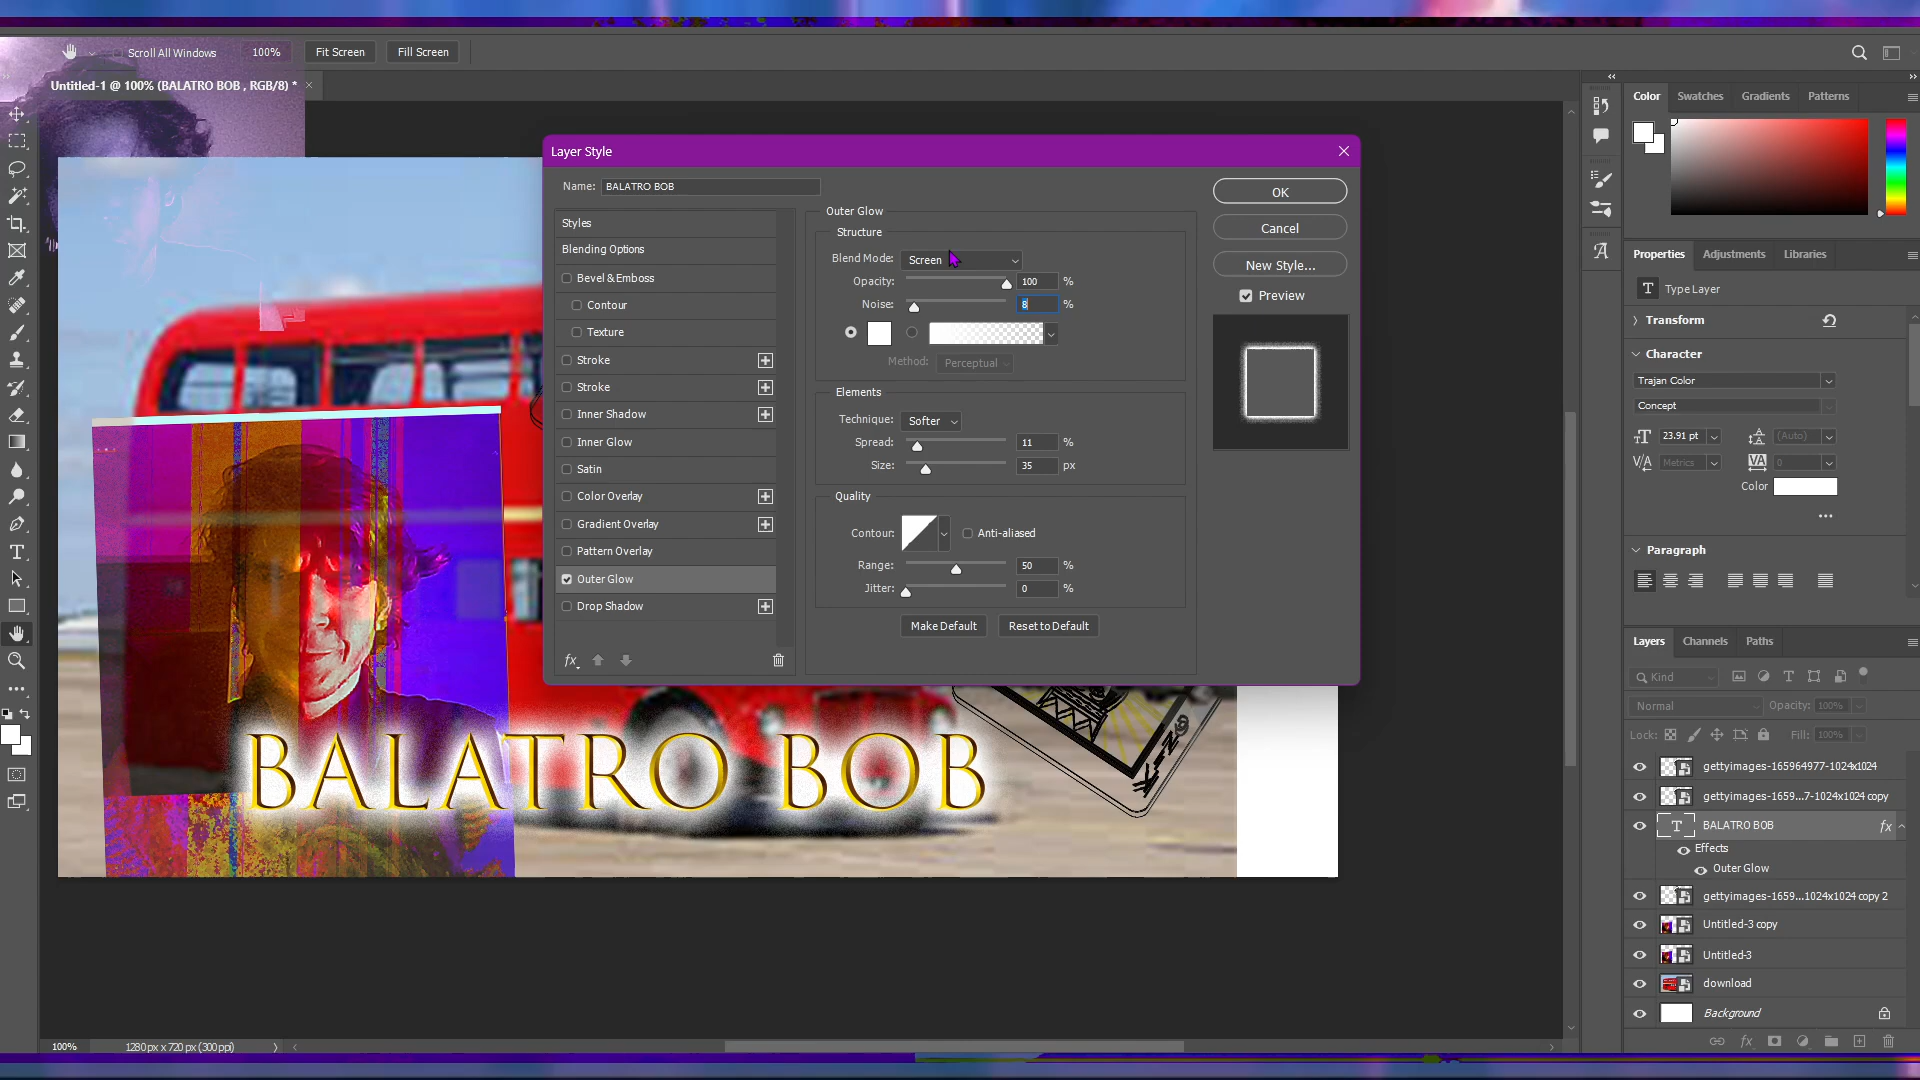 Scroll All Windows 100% Fit Screen Fill Screen
Untitled-1 @ 100% (BALATRO BOB , RGB/8) *
Layer Style
Name: BALATRO BOB
Styles
Blending Options
Bevel & Emboss
Contour
Texture
Stroke
Stroke
Inner Shadow
Inner Glow
Satin
Color Overlay
Gradient Overlay
Pattern Overlay
Outer Glow
Drop Shadow
fx
Outer Glow
Structure
Blend Mode: Screen
Opacity: 100 %
Noise: 8 %
Method: Perceptual
Elements
Technique: Softer
Spread: 11 %
Size: 35 px
Quality
Contour: Anti-aliased
Range: 50 %
Jitter: 0 %
Make Default Reset to Default
OK
Cancel
New Style...
Preview
BALATRO BOB
KING
100% 1280 px x 720 px (300 ppi)
Color Swatches Gradients Patterns
Properties Adjustments Libraries
T Type Layer
Transform
Character
Trajan Color
Concept
23.91 pt (Auto)
Metrics 0
Color
Paragraph
Layers Channels Paths
Kind
Normal Opacity: 100%
Lock: Fill: 100%
gettyimages-165964977-1024x1024
gettyimages-1659...7-1024x1024 copy
T BALATRO BOB fx
Effects
Outer Glow
gettyimages-1659...1024x1024 copy 2
Untitled-3 copy
Untitled-3
download
Background
fx